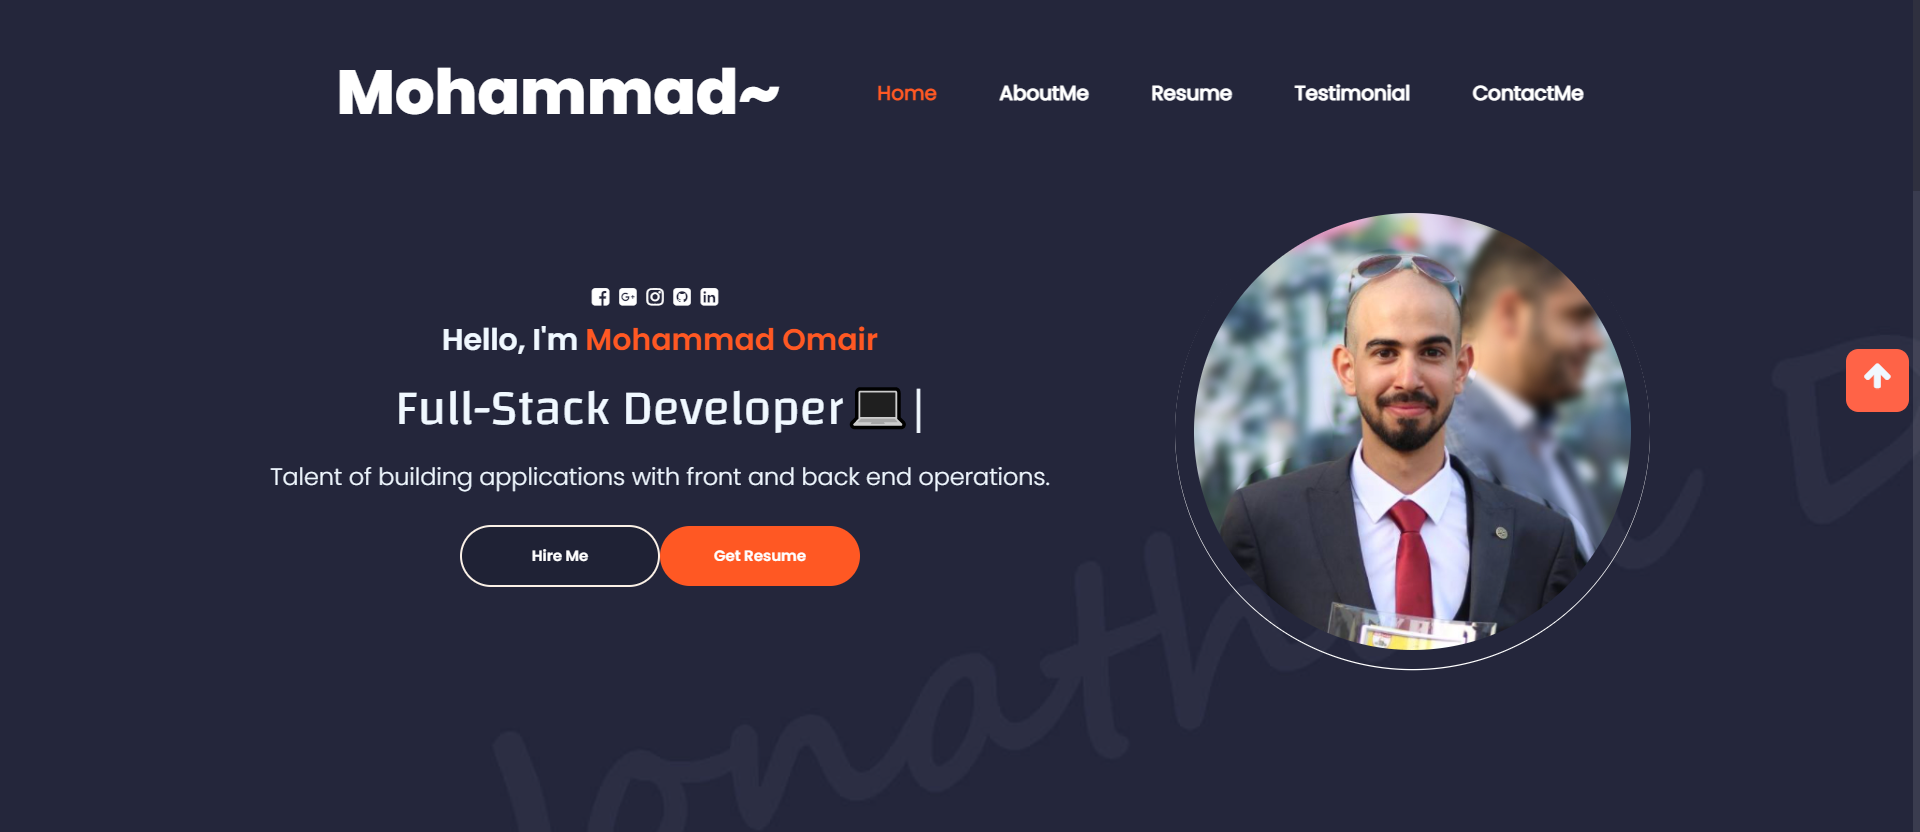 Mohammad~
Home AboutMe Resume Testimonial ContactMe
Hello, I'm Mohammad Omair
Full-Stack Developer💻|
Talent of building applications with front and back end operations.
Hire Me Get Resume